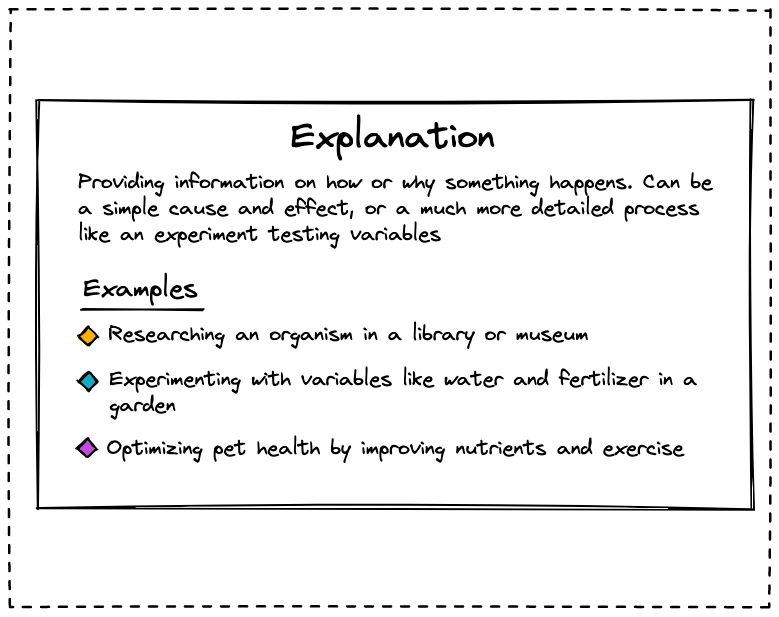 Explanation
Providing information on how or why something happens. Can be
a simple cause and effect, or a much more detailed process
like an experiment testing variables
Examples
Researching an organism in a library or museum
Experimenting with variables like water and fertilizer in a
garden
Optimizing pet health by improving nutrients and exercise